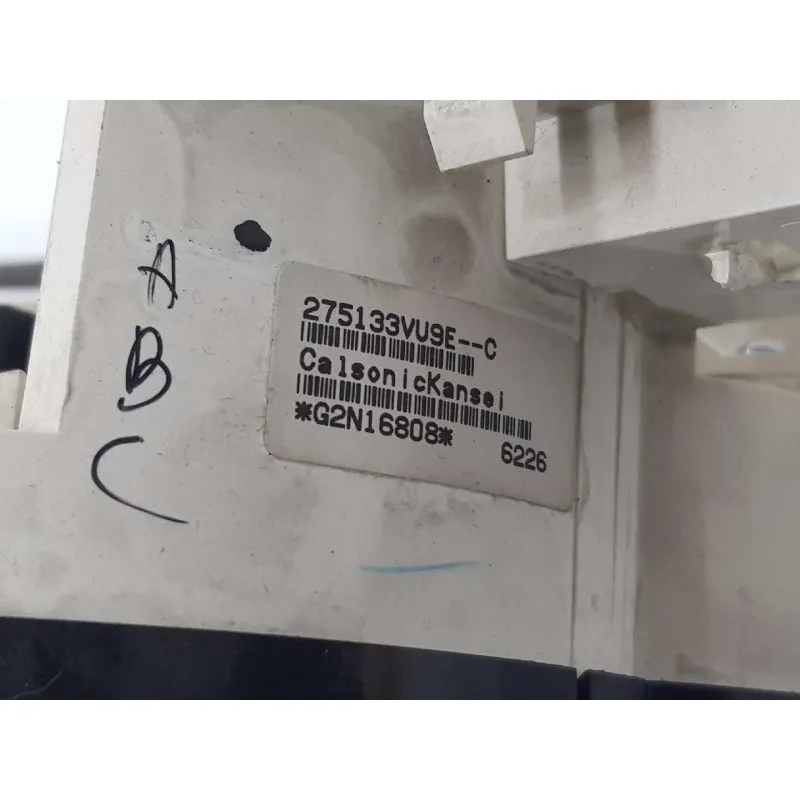 A
B
C
275133VU9E--C
CalsonicKansei
*G2N16808*
6226